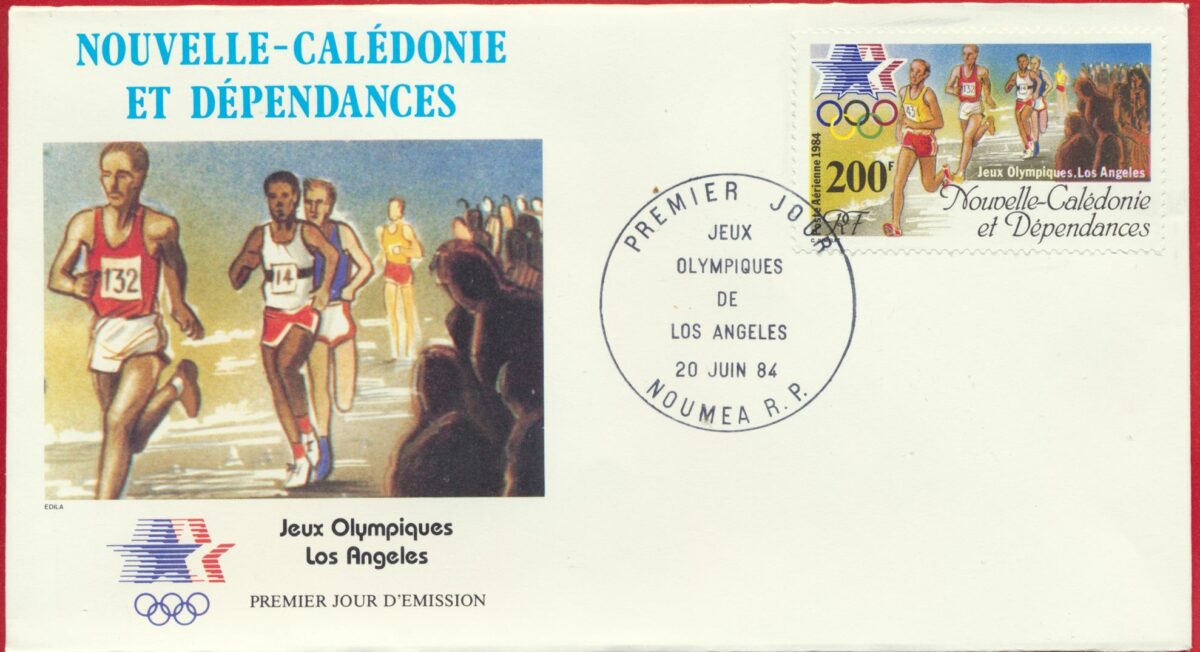 NOUVELLE-CALÉDONIE
ET DÉPENDANCES
132
14
EDILA
Jeux Olympiques
Los Angeles
PREMIER JOUR D'EMISSION
PREMIER JOUR
JEUX
OLYMPIQUES
DE
LOS ANGELES
20 JUIN 84
NOUMEA R. P.
132
Poste Aérienne 1984
200F
RF
Jeux Olympiques, Los Angeles
Nouvelle-Calédonie
et Dépendances